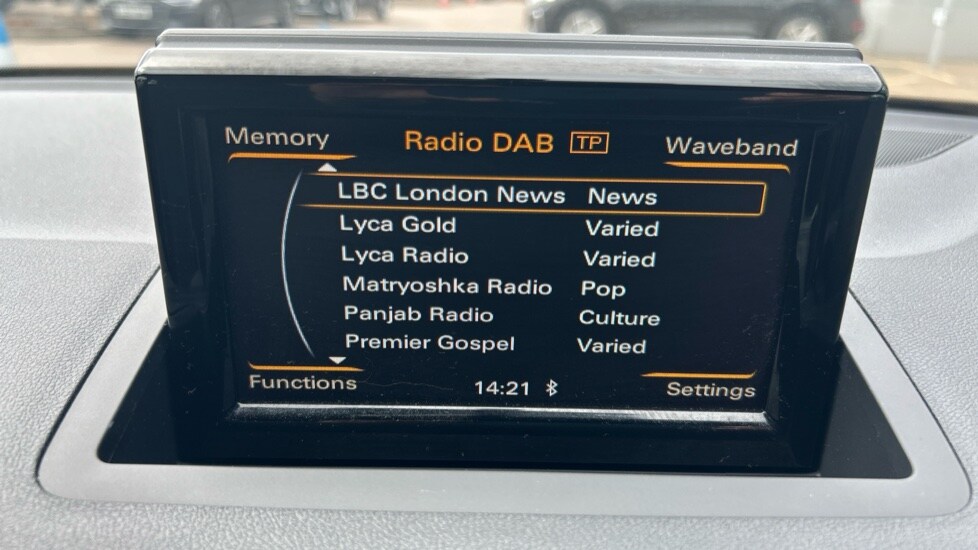 Memory Radio DAB TP Waveband
LBC London News News
Lyca Gold Varied
Lyca Radio Varied
Matryoshka Radio Pop
Panjab Radio Culture
Premier Gospel Varied
Functions 14:21 Settings